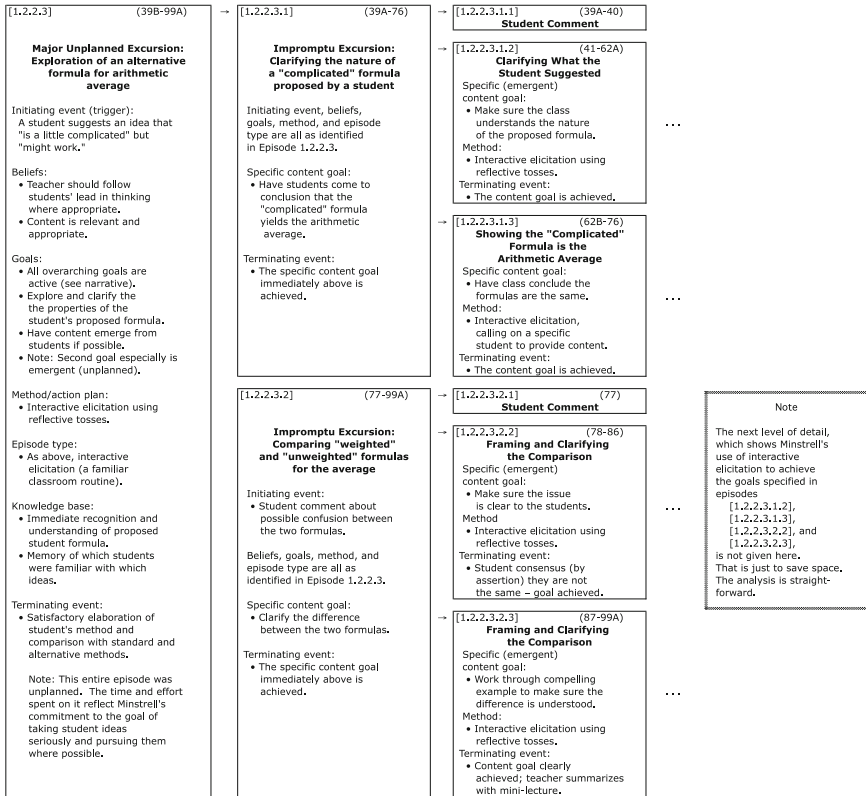 [1.2.2.3] (39B-99A)
Major Unplanned Excursion:
Exploration of an alternative
formula for arithmetic
average
Initiating event (trigger):
A student suggests an idea that
"is a little complicated" but
"might work."
Beliefs:
• Teacher should follow
students' lead in thinking
where appropriate.
• Content is relevant and
appropriate.
Goals:
• All overarching goals are
active (see narrative).
• Explore and clarify the
the properties of the
student's proposed formula.
• Have content emerge from
students if possible.
• Note: Second goal especially is
emergent (unplanned).
Method/action plan:
• Interactive elicitation using
reflective tosses.
Episode type:
• As above, interactive
elicitation (a familiar
classroom routine).
Knowledge base:
• Immediate recognition and
understanding of proposed
student formula.
• Memory of which students
were familiar with which
ideas.
Terminating event:
• Satisfactory elaboration of
student's method and
comparison with standard and
alternative methods.
Note: This entire episode was
unplanned. The time and effort
spent on it reflect Minstrell's
commitment to the goal of
taking student ideas
seriously and pursuing them
where possible.
→
[1.2.2.3.1] (39A-76)
Impromptu Excursion:
Clarifying the nature of
a "complicated" formula
proposed by a student
Initiating event, beliefs,
goals, method, and episode
type are all as identified
in Episode 1.2.2.3.
Specific content goal:
• Have students come to
conclusion that the
"complicated" formula
yields the arithmetic
average.
Terminating event:
• The specific content goal
immediately above is
achieved.
→
[1.2.2.3.1.1] (39A-40)
Student Comment
→
[1.2.2.3.1.2] (41-62A)
Clarifying What the
Student Suggested
Specific (emergent)
content goal:
• Make sure the class
understands the nature
of the proposed formula.
Method:
• Interactive elicitation using
reflective tosses.
Terminating event:
• The content goal is achieved.
...
→
[1.2.2.3.1.3] (62B-76)
Showing the "Complicated"
Formula is the
Arithmetic Average
Specific content goal:
• Have class conclude the
formulas are the same.
Method:
• Interactive elicitation,
calling on a specific
student to provide content.
Terminating event:
• The content goal is achieved.
...
[1.2.2.3.2] (77-99A)
Impromptu Excursion:
Comparing "weighted"
and "unweighted" formulas
for the average
Initiating event:
• Student comment about
possible confusion between
the two formulas.
Beliefs, goals, method, and
episode type are all as
identified in Episode 1.2.2.3.
Specific content goal:
• Clarify the difference
between the two formulas.
Terminating event:
• The specific content goal
immediately above is
achieved.
→
[1.2.2.3.2.1] (77)
Student Comment
→
[1.2.2.3.2.2] (78-86)
Framing and Clarifying
the Comparison
Specific (emergent)
content goal:
• Make sure the issue
is clear to the students.
Method
• Interactive elicitation using
reflective tosses.
Terminating event:
• Student consensus (by
assertion) they are not
the same – goal achieved.
...
→
[1.2.2.3.2.3] (87-99A)
Framing and Clarifying
the Comparison
Specific (emergent)
content goal:
• Work through compelling
example to make sure the
difference is understood.
Method:
• Interactive elicitation using
reflective tosses.
Terminating event:
• Content goal clearly
achieved; teacher summarizes
with mini-lecture.
...
Note
The next level of detail,
which shows Minstrell's
use of interactive
elicitation to achieve
the goals specified in
episodes
[1.2.2.3.1.2],
[1.2.2.3.1.3],
[1.2.2.3.2.2], and
[1.2.2.3.2.3],
is not given here.
That is just to save space.
The analysis is straight-
forward.